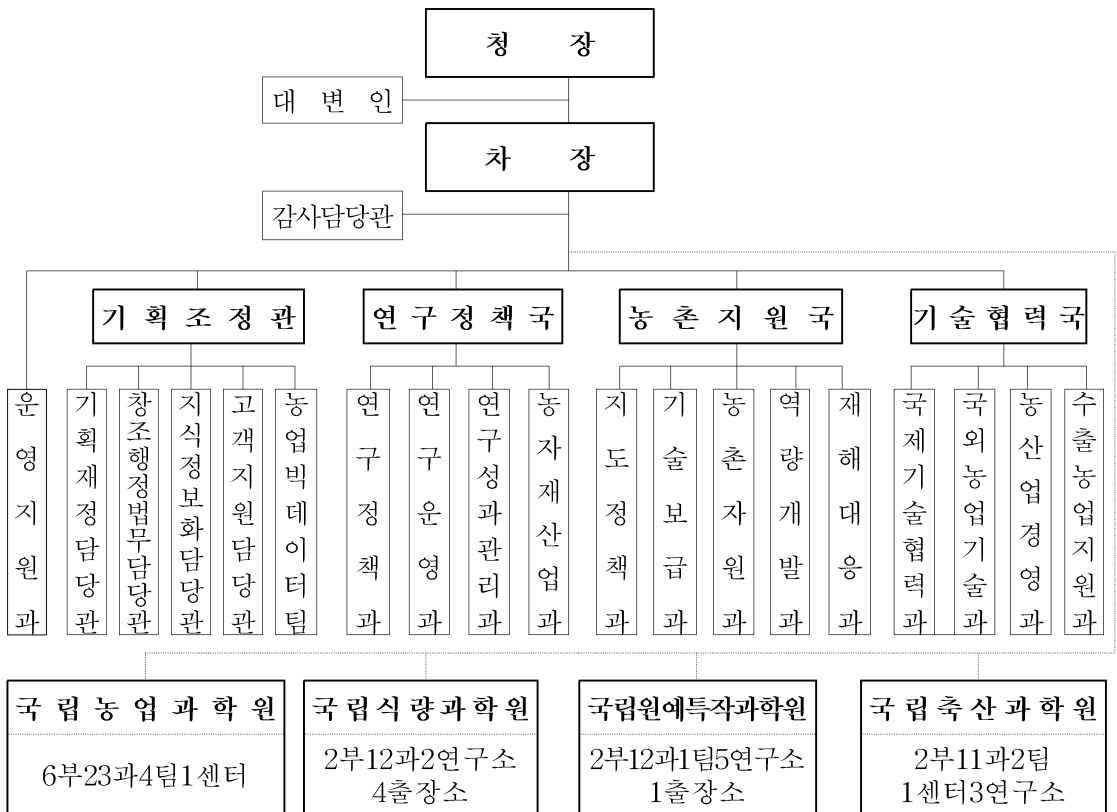 청 장
대 변 인
차 장
감사담당관
기획조정관
연구정책국
농촌지원국
기술협력국
운영지원과
기획재정담당관
창조행정법무담당관
지식정보화담당관
고객지원담당관
농업빅데이터팀
연구정책과
연구운영과
연구성과관리과
농자재산업과
지도정책과
기술보급과
농촌자원과
역량개발과
재해대응과
국제기술협력과
국외농업기술과
농산업경영과
수출농업지원과
국립농업과학원
6부23과4팀1센터
국립식량과학원
2부12과2연구소
4출장소
국립원예특작과학원
2부12과1팀5연구소
1출장소
국립축산과학원
2부11과2팀
1센터3연구소